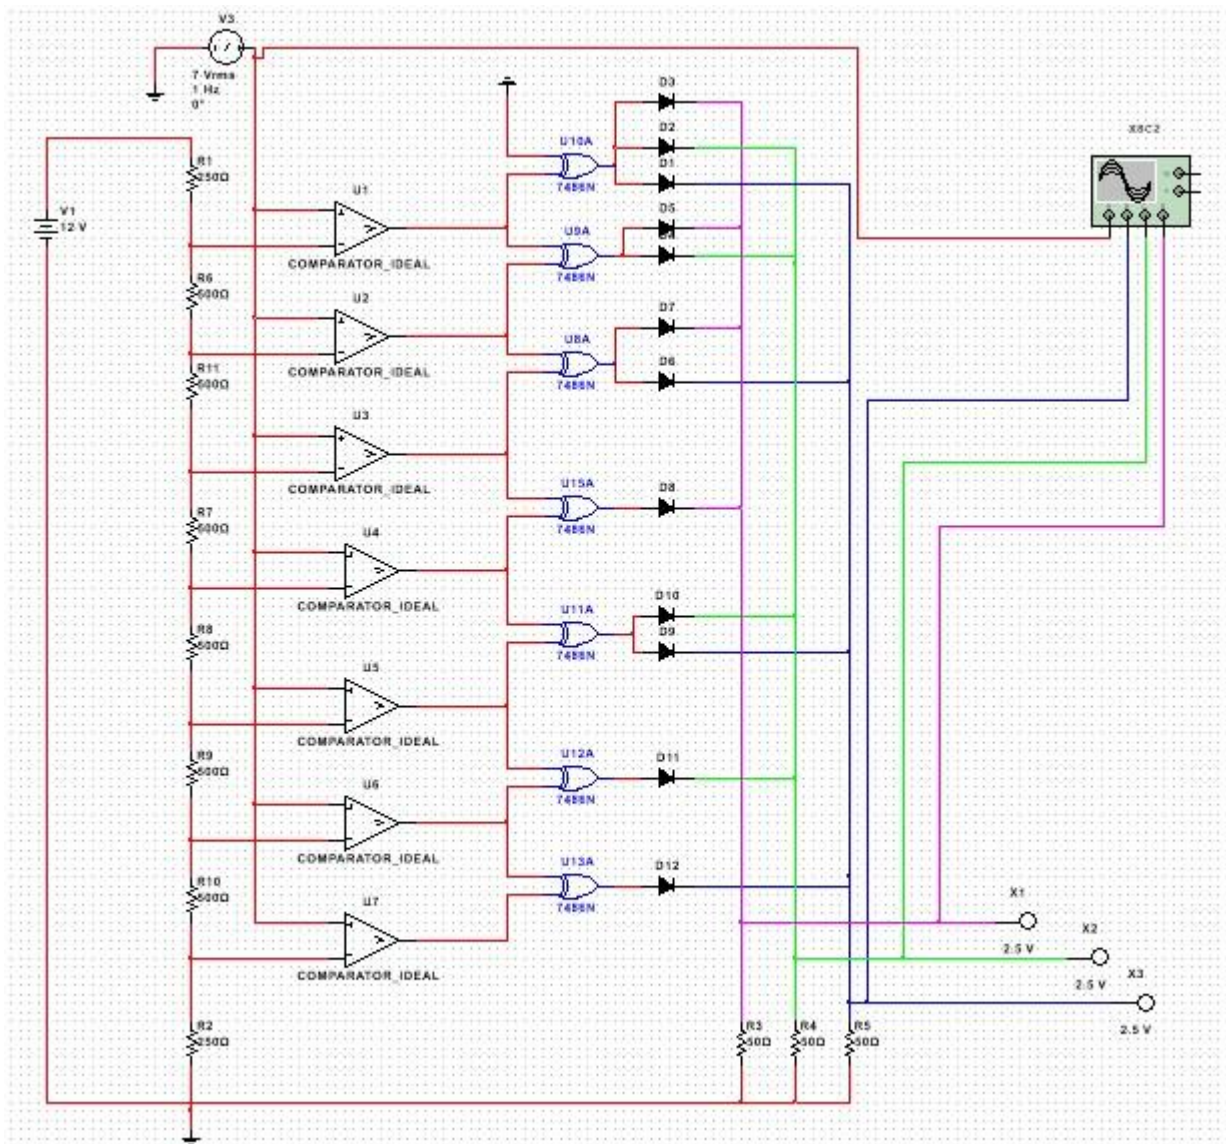 V3
7 Vrms
1 Hz
0°
V1
12 V
R1
250Ω
R6
500Ω
R11
500Ω
R7
500Ω
R8
500Ω
R9
500Ω
R10
500Ω
R2
250Ω
U1
COMPARATOR_IDEAL
U2
COMPARATOR_IDEAL
U3
COMPARATOR_IDEAL
U4
COMPARATOR_IDEAL
U5
COMPARATOR_IDEAL
U6
COMPARATOR_IDEAL
U7
COMPARATOR_IDEAL
U10A
7486N
U9A
7486N
U8A
7486N
U15A
7486N
U11A
7486N
U12A
7486N
U13A
7486N
D3
D2
D1
D5
D7
D6
D8
D10
D9
D11
D12
XSC2
X1
2.5 V
X2
2.5 V
X3
2.5 V
R3
50Ω
R4
50Ω
R5
50Ω